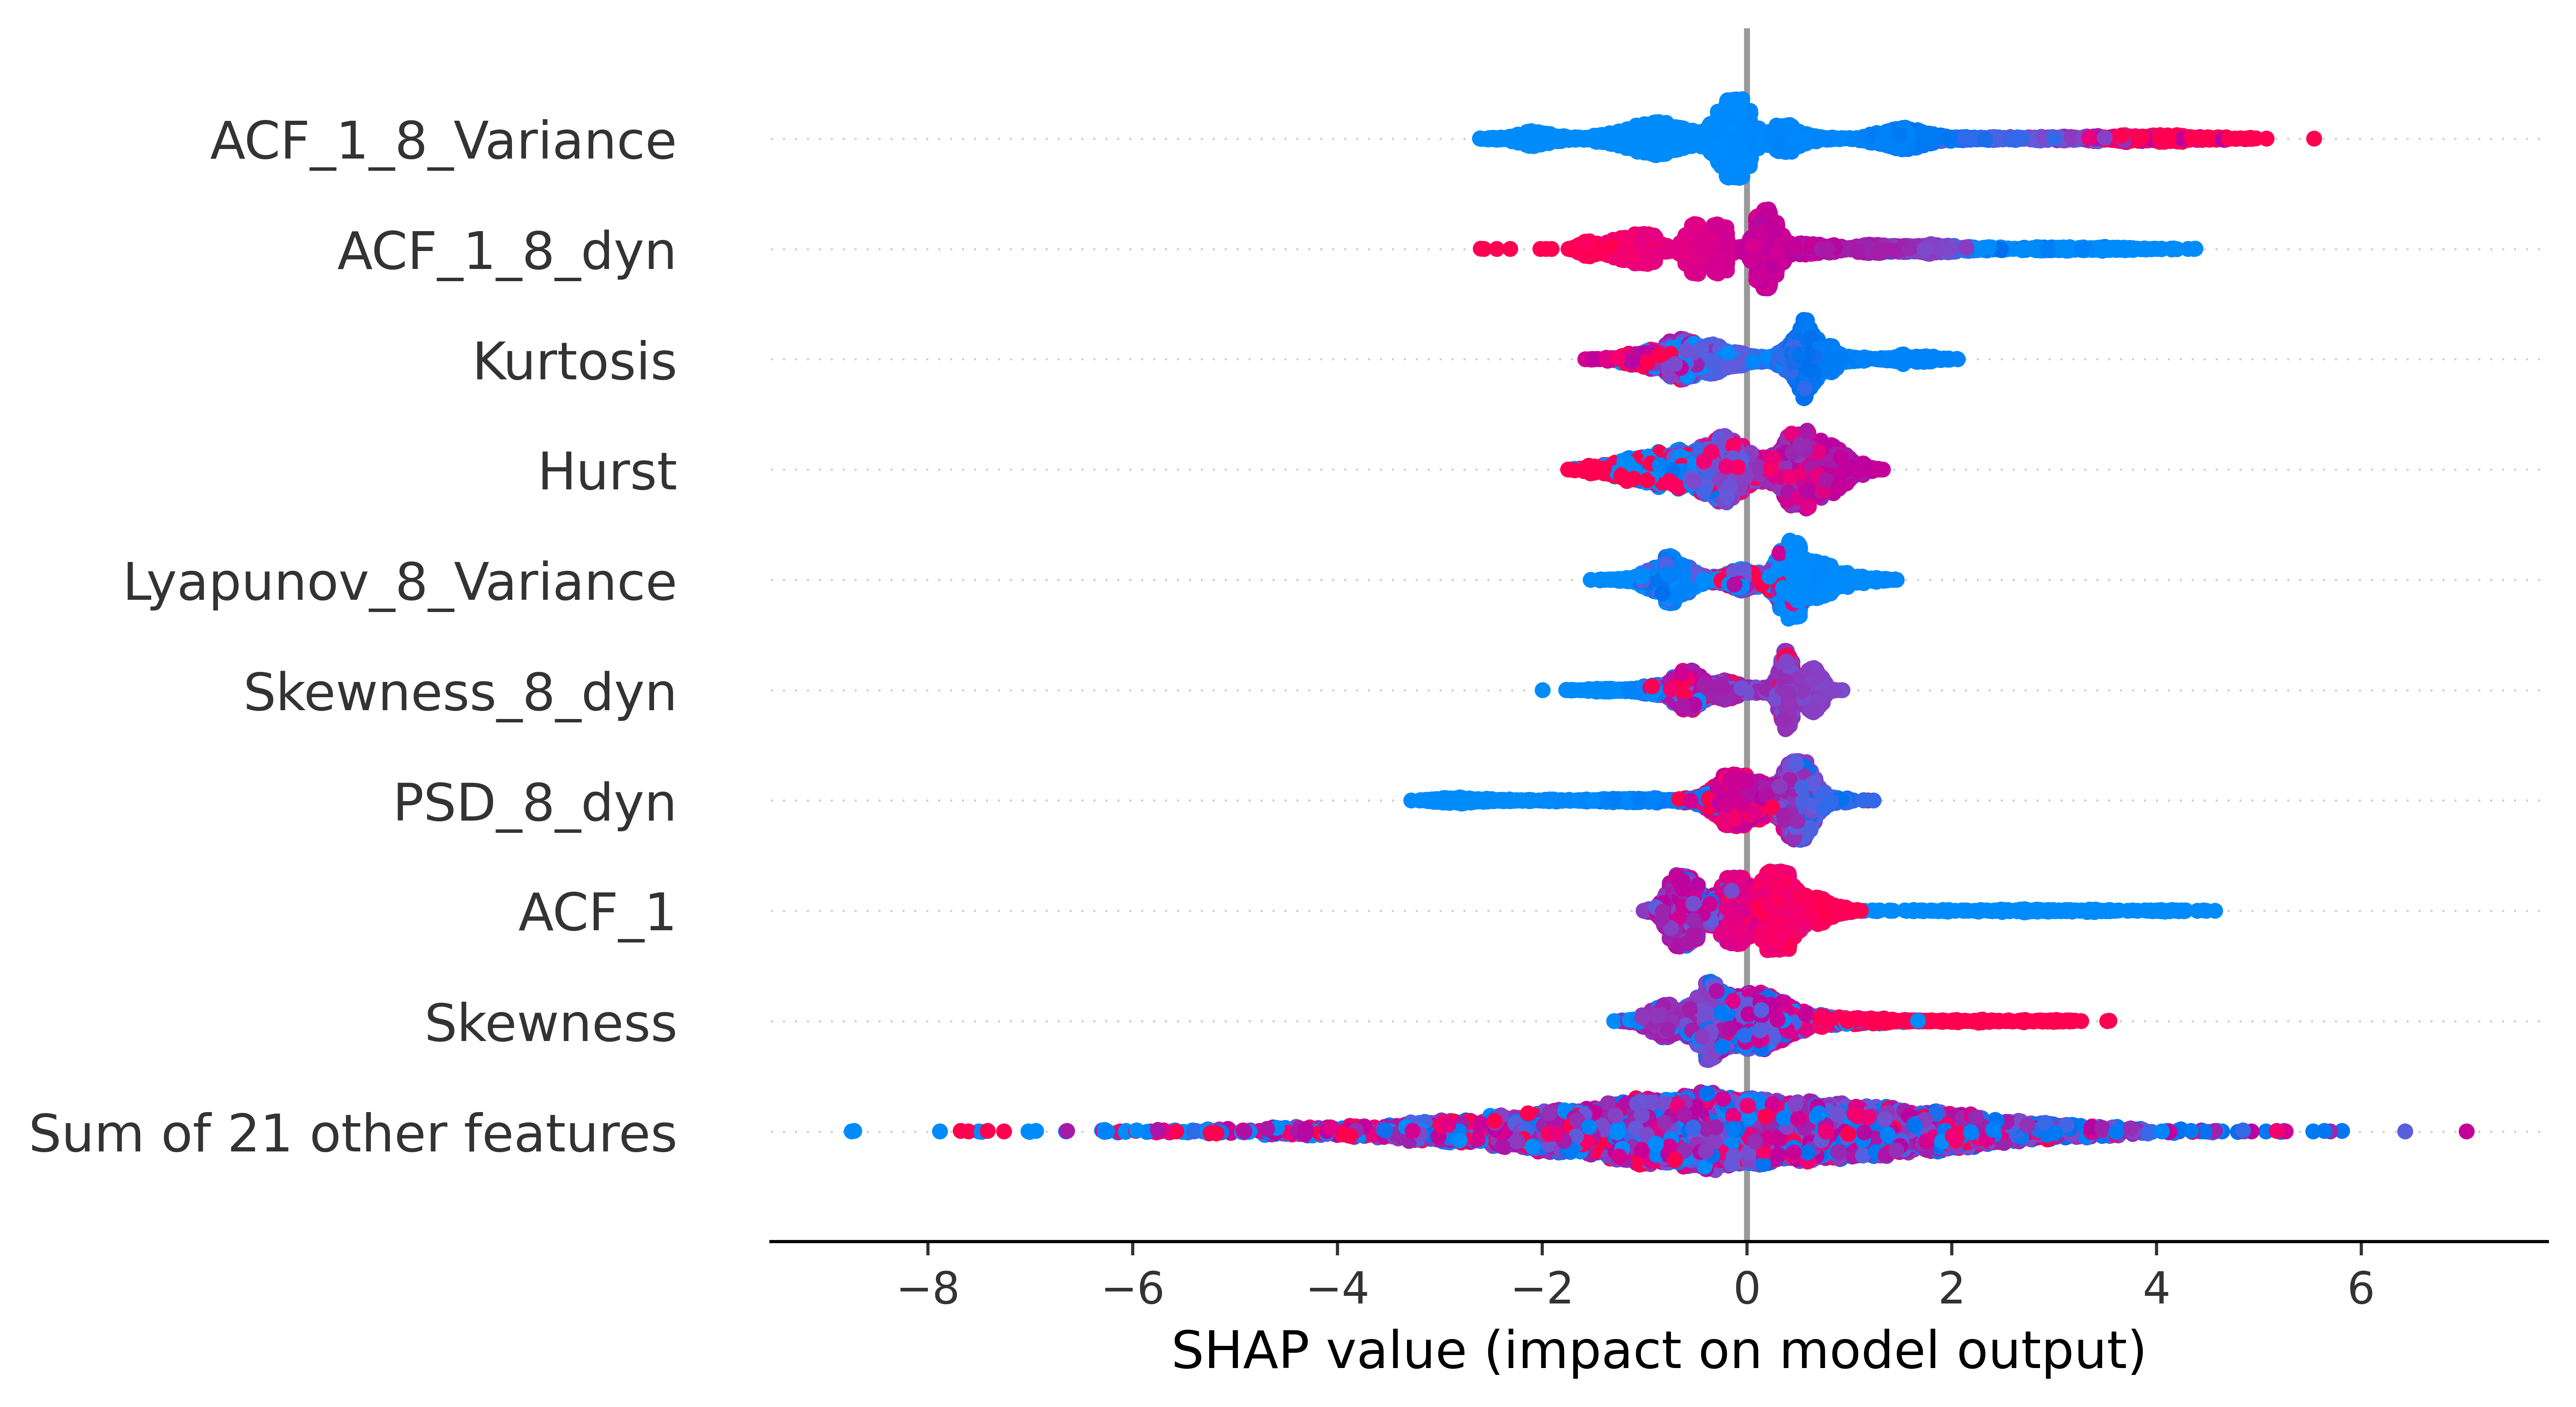 ACF_1_8_Variance
ACF_1_8_dyn
Kurtosis
Hurst
Lyapunov_8_Variance
Skewness_8_dyn
PSD_8_dyn
ACF_1
Skewness
Sum of 21 other features
−8 −6 −4 −2 0 2 4 6
SHAP value (impact on model output)